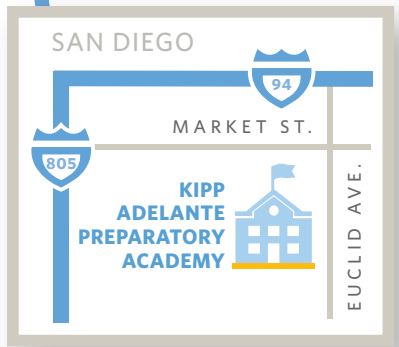 SAN DIEGO
94
MARKET ST.
805
KIPP
ADELANTE
PREPARATORY
ACADEMY
EUCLID AVE.